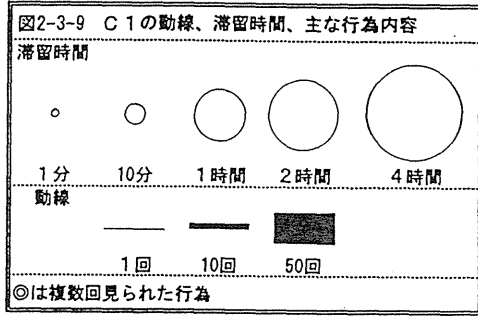 図2-3-9 C1の動線、滞留時間、主な行為内容
滞留時間
1分 10分 1時間 2時間 4時間
動線
1回 10回 50回
◎は複数回見られた行為